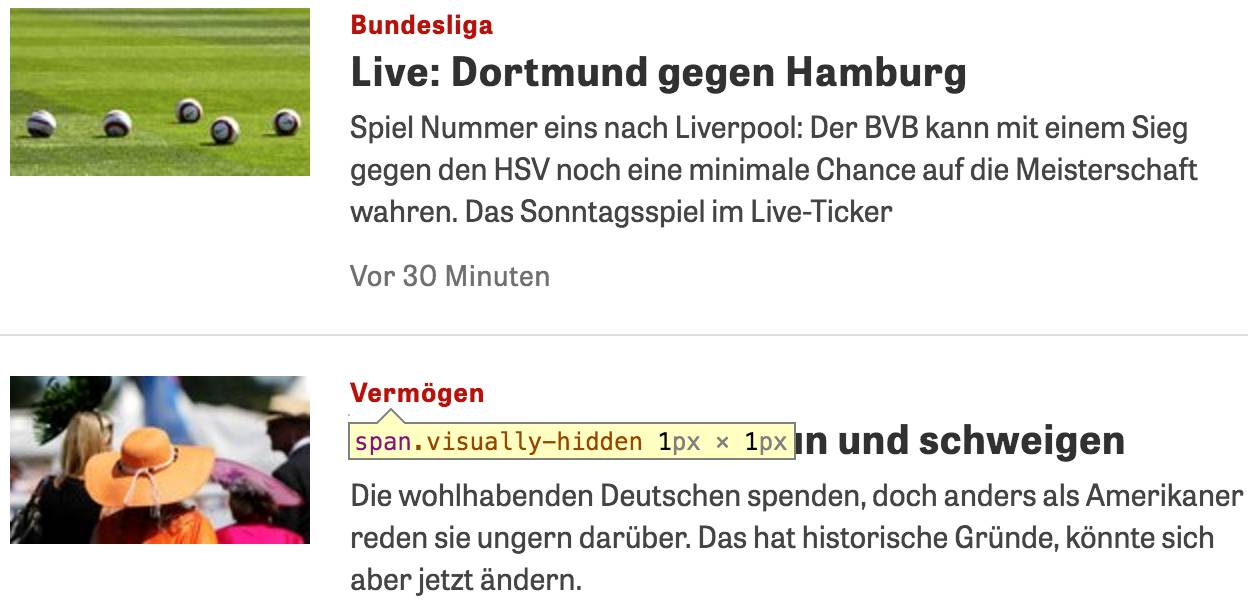 Bundesliga
Live: Dortmund gegen Hamburg
Spiel Nummer eins nach Liverpool: Der BVB kann mit einem Sieg
gegen den HSV noch eine minimale Chance auf die Meisterschaft
wahren. Das Sonntagsspiel im Live-Ticker
Vor 30 Minuten
Vermögen
span.visually-hidden 1px × 1px und schweigen
Die wohlhabenden Deutschen spenden, doch anders als Amerikaner
reden sie ungern darüber. Das hat historische Gründe, könnte sich
aber jetzt ändern.